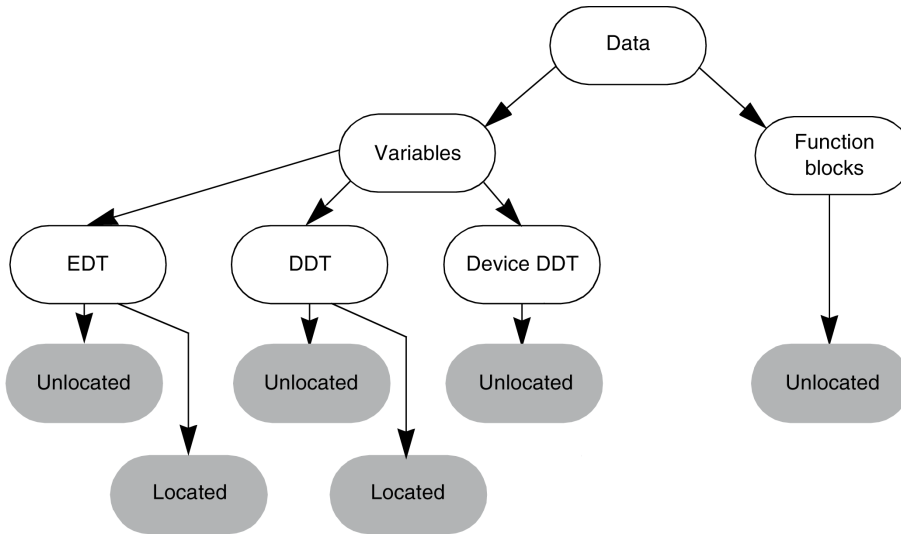 Data
Variables
Function
blocks
EDT
DDT
Device DDT
Unlocated
Unlocated
Unlocated
Unlocated
Located
Located